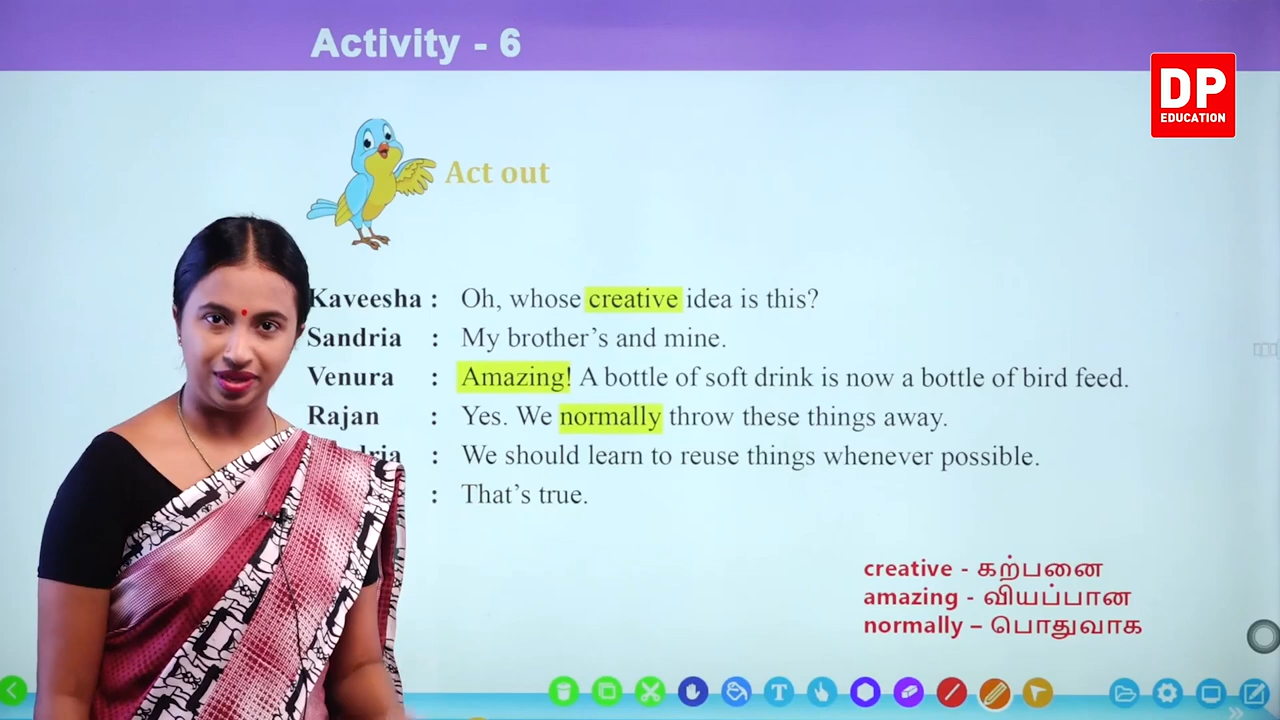 Activity - 6
DP
EDUCATION
Act out
Kaveesha : Oh, whose creative idea is this?
Sandria : My brother's and mine.
Venura : Amazing! A bottle of soft drink is now a bottle of bird feed.
Rajan : Yes. We normally throw these things away.
: We should learn to reuse things whenever possible.
: That's true.
creative - கற்பனை
amazing - வியப்பான
normally – பொதுவாக